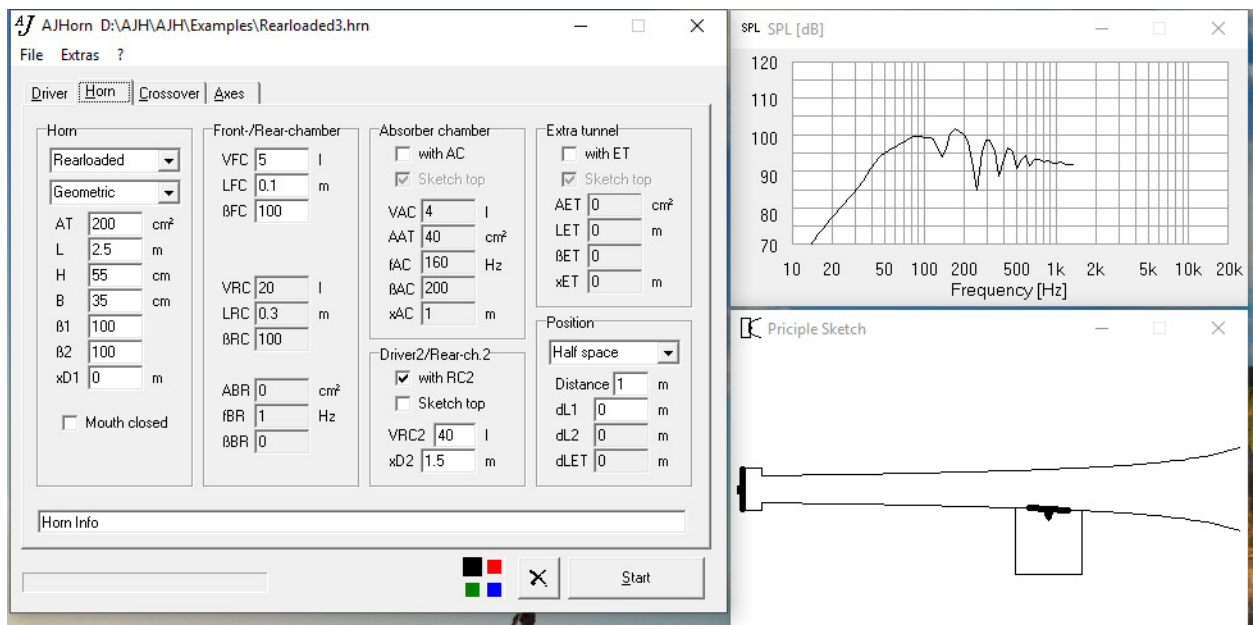 AJ AJHorn D:\AJH\AJH\Examples\Rearloaded3.hrn
File Extras ?
Driver Horn Crossover Axes
Horn
Rearloaded
Geometric
AT 200 cm²
L 2.5 m
H 55 cm
B 35 cm
ß1 100
ß2 100
xD1 0 m
Mouth closed
Front-/Rear-chamber
VFC 5 l
LFC 0.1 m
ßFC 100
VRC 20 l
LRC 0.3 m
ßRC 100
ABR 0 cm²
fBR 1 Hz
ßBR 0
Absorber chamber
with AC
Sketch top
VAC 4 l
AAT 40 cm²
fAC 160 Hz
ßAC 200
xAC 1 m
Driver2/Rear-ch.2
with RC2
Sketch top
VRC2 40 l
xD2 1.5 m
Extra tunnel
with ET
Sketch top
AET 0 cm²
LET 0 m
ßET 0
xET 0 m
Position
Half space
Distance 1 m
dL1 0 m
dL2 0 m
dLET 0 m
Horn Info
Start
SPL SPL [dB]
120
110
100
90
80
70
10 20 50 100 200 500 1k 2k 5k 10k 20k
Frequency [Hz]
Priciple Sketch